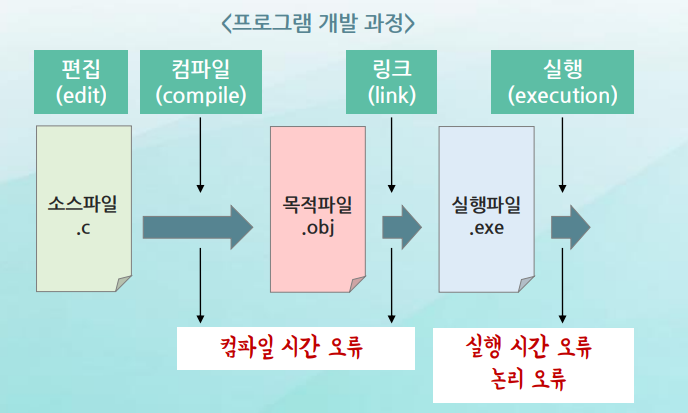 <프로그램 개발 과정>
편집
(edit)
컴파일
(compile)
링크
(link)
실행
(execution)
소스파일
.c
목적파일
.obj
실행파일
.exe
컴파일 시간 오류
실행 시간 오류
논리 오류